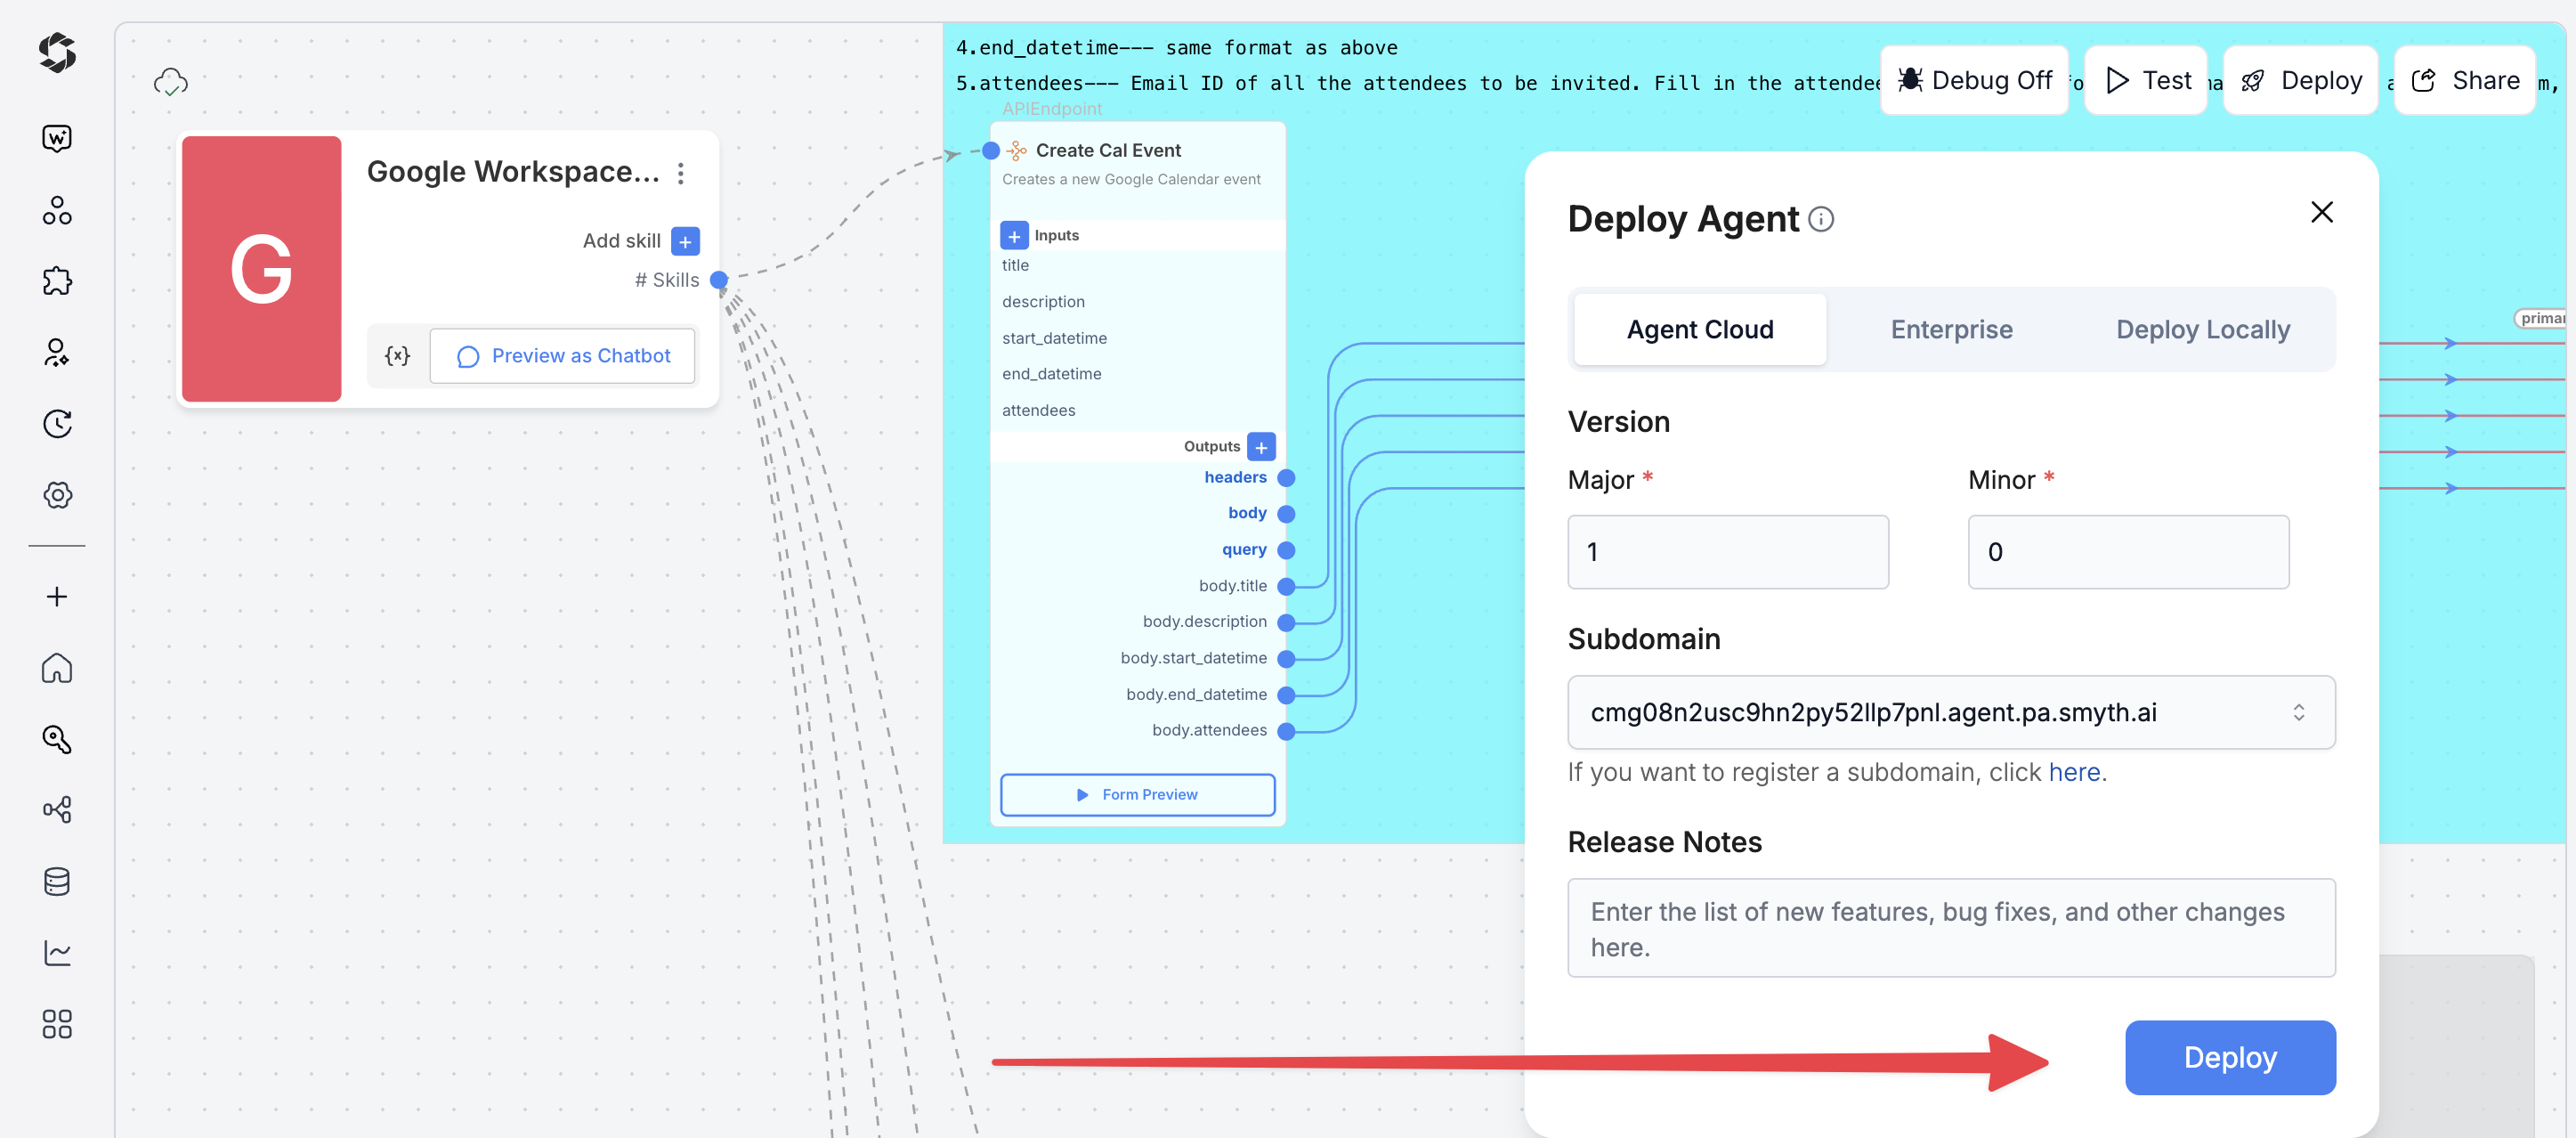 4.end_datetime--- same format as above
5.attendees--- Email ID of all the attendees to be invited. Fill in the attende
Debug Off
Test
Deploy
Share
APIEndpoint
G
Google Workspace...
Add skill
# Skills
{x}
Preview as Chatbot
Create Cal Event
Creates a new Google Calendar event
Inputs
title
description
start_datetime
end_datetime
attendees
Outputs
headers
body
query
body.title
body.description
body.start_datetime
body.end_datetime
body.attendees
Form Preview
Deploy Agent
Agent Cloud
Enterprise
Deploy Locally
Version
Major *
Minor *
1
0
Subdomain
cmg08n2usc9hn2py52llp7pnl.agent.pa.smyth.ai
If you want to register a subdomain, click here.
Release Notes
Enter the list of new features, bug fixes, and other changes
here.
Deploy